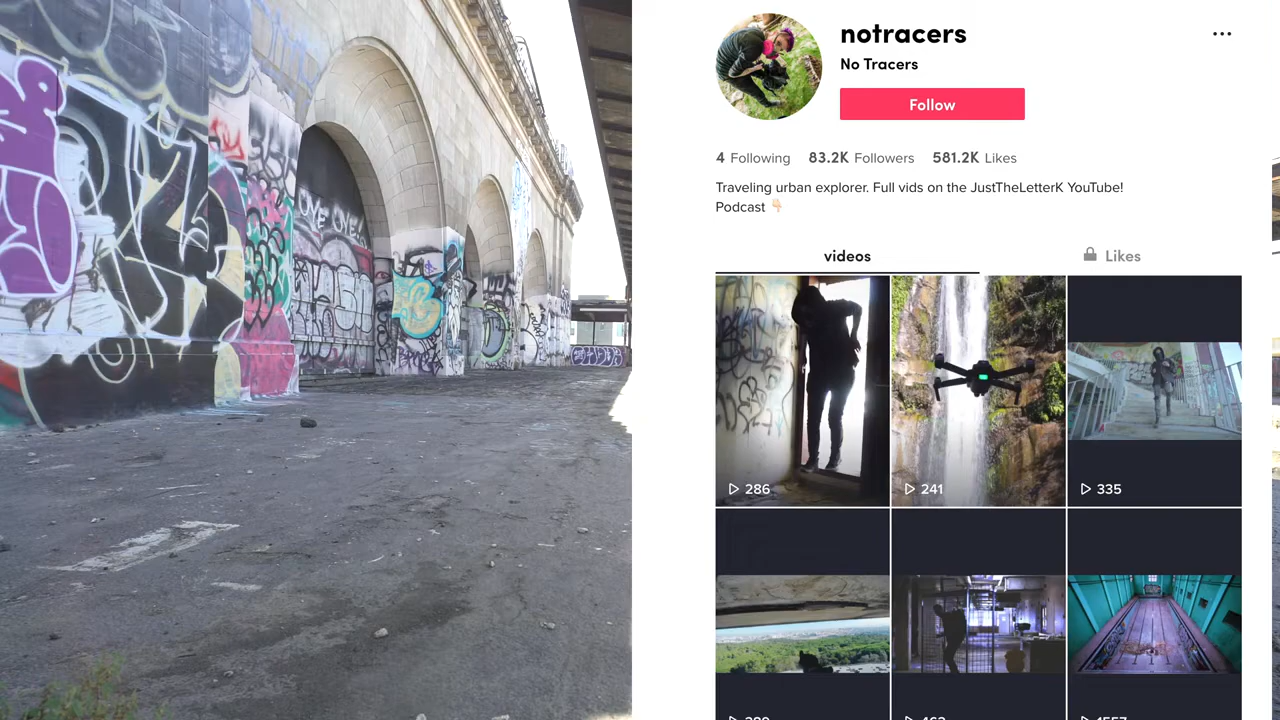 notracers
No Tracers
Follow
4 Following 83.2K Followers 581.2K Likes
Traveling urban explorer. Full vids on the JustTheLetterK YouTube!
Podcast 👇🏻
videos
Likes
286
241
335